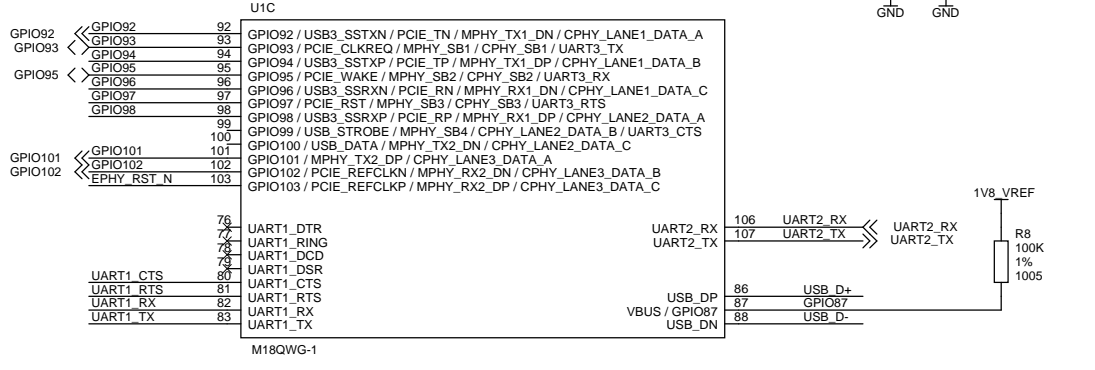 U1C
GND GND
GPIO92 GPIO92 92 GPIO92 / USB3_SSTXN / PCIE_TN / MPHY_TX1_DN / CPHY_LANE1_DATA_A
GPIO93 GPIO93 93 GPIO93 / PCIE_CLKREQ / MPHY_SB1 / CPHY_SB1 / UART3_TX
GPIO94 94 GPIO94 / USB3_SSTXP / PCIE_TP / MPHY_TX1_DP / CPHY_LANE1_DATA_B
GPIO95 GPIO95 95 GPIO95 / PCIE_WAKE / MPHY_SB2 / CPHY_SB2 / UART3_RX
GPIO96 96 GPIO96 / USB3_SSRXN / PCIE_RN / MPHY_RX1_DN / CPHY_LANE1_DATA_C
GPIO97 97 GPIO97 / PCIE_RST / MPHY_SB3 / CPHY_SB3 / UART3_RTS
GPIO98 98 GPIO98 / USB3_SSRXP / PCIE_RP / MPHY_RX1_DP / CPHY_LANE2_DATA_A
99 GPIO99 / USB_STROBE / MPHY_SB4 / CPHY_LANE2_DATA_B / UART3_CTS
100 GPIO100 / USB_DATA / MPHY_TX2_DN / CPHY_LANE2_DATA_C
GPIO101 GPIO101 101 GPIO101 / MPHY_TX2_DP / CPHY_LANE3_DATA_A
GPIO102 GPIO102 102 GPIO102 / PCIE_REFCLKN / MPHY_RX2_DN / CPHY_LANE3_DATA_B
EPHY_RST_N 103 GPIO103 / PCIE_REFCLKP / MPHY_RX2_DP / CPHY_LANE3_DATA_C
1V8_VREF
76 UART1_DTR UART2_RX 106 UART2_RX UART2_RX
77 UART1_RING UART2_TX 107 UART2_TX UART2_TX
78 UART1_DCD
79 UART1_DSR
R8
100K
1%
1005
UART1_CTS 80 UART1_CTS
UART1_RTS 81 UART1_RTS USB_DP 86 USB_D+
UART1_RX 82 UART1_RX VBUS / GPIO87 87 GPIO87
UART1_TX 83 UART1_TX USB_DN 88 USB_D-
M18QWG-1